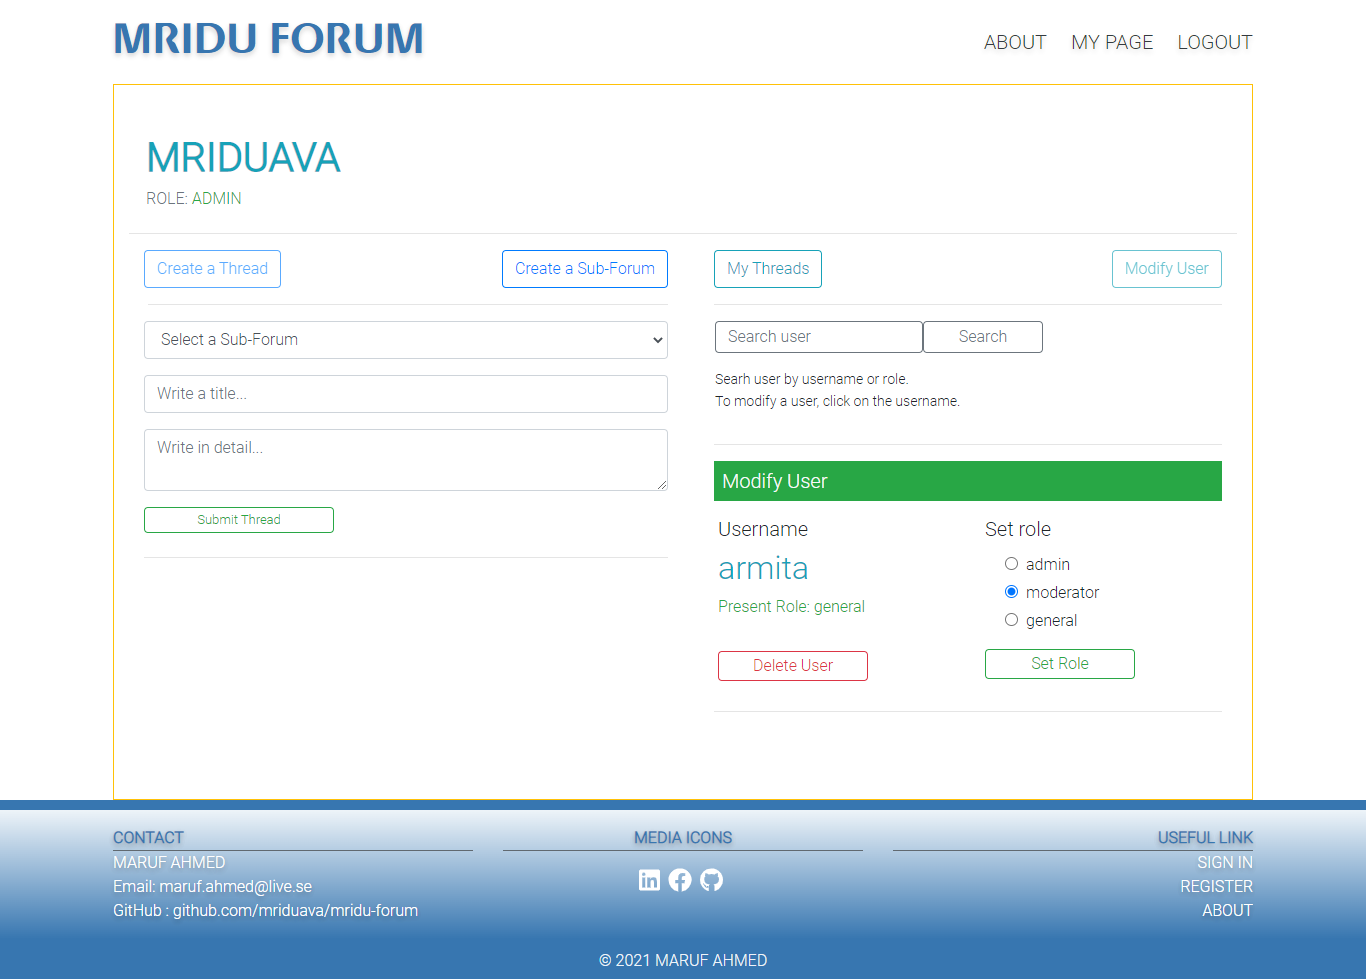 MRIDU FORUM
ABOUT MY PAGE LOGOUT
MRIDUAVA
ROLE: ADMIN
Create a Thread Create a Sub-Forum My Threads Modify User
Select a Sub-Forum
Write a title...
Write in detail...
Submit Thread
Search user Search
Searh user by username or role.
To modify a user, click on the username.
Modify User
Username
armita
Present Role: general
Delete User
Set role
admin
moderator
general
Set Role
CONTACT
MARUF AHMED
Email: maruf.ahmed@live.se
GitHub : github.com/mriduava/mridu-forum
MEDIA ICONS
USEFUL LINK
SIGN IN
REGISTER
ABOUT
© 2021 MARUF AHMED